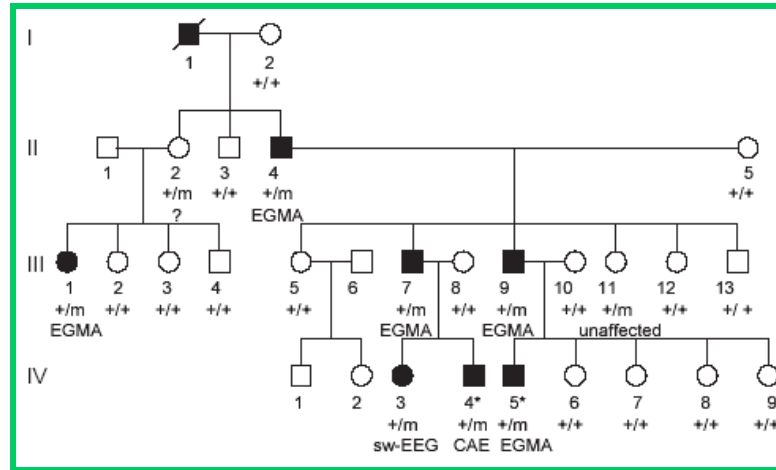 I
1 2
+/+
II
1 2 3 4 5
+/m +/+ +/m +/+
? EGMA
III
1 2 3 4 5 6 7 8 9 10 11 12 13
+/m +/+ +/+ +/+ +/+ +/m +/+ +/m +/+ +/m +/+ +/+
EGMA EGMA EGMA unaffected
IV
1 2 3 4* 5* 6 7 8 9
+/m +/m +/m +/+ +/+ +/+ +/+
sw-EEG CAE EGMA